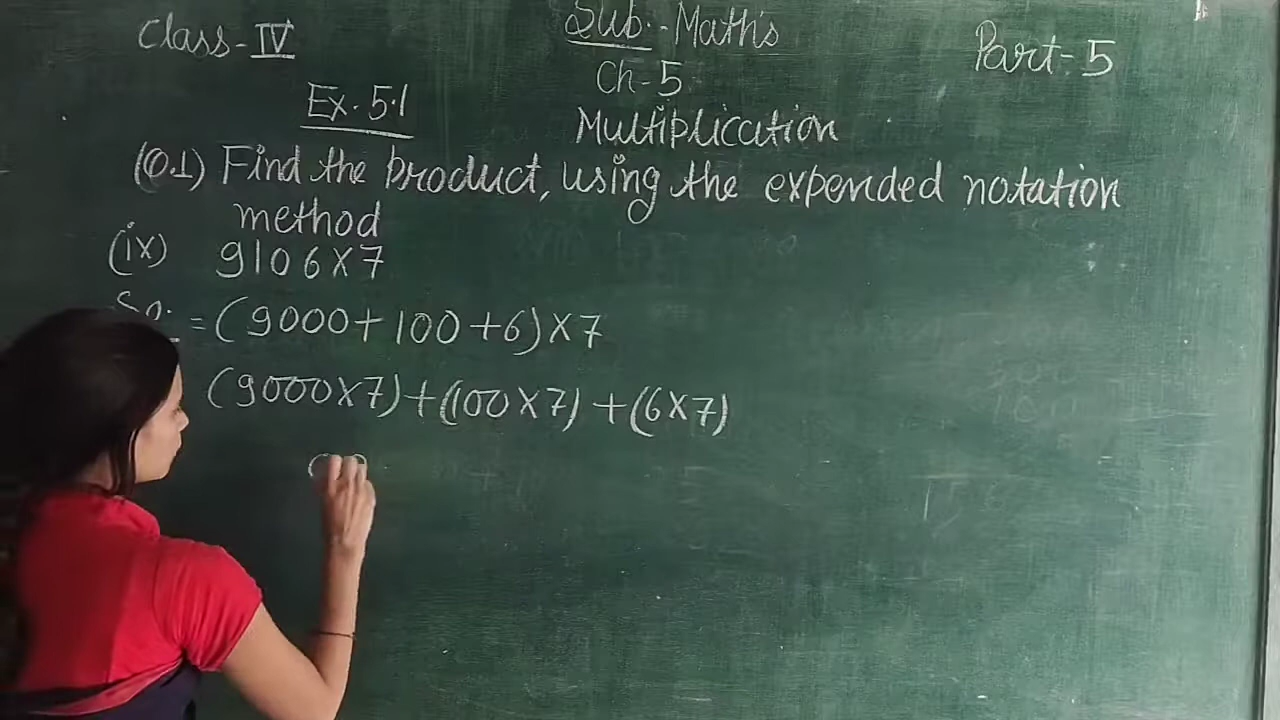 Class-IV
Sub.-Math's
Part-5
Ch-5
Ex.5.1
Multiplication
(Q.1) Find the product, using the expended notation
method
(ix) 9106×7
=(9000+100+6)×7
(9000×7)+(100×7)+(6×7)